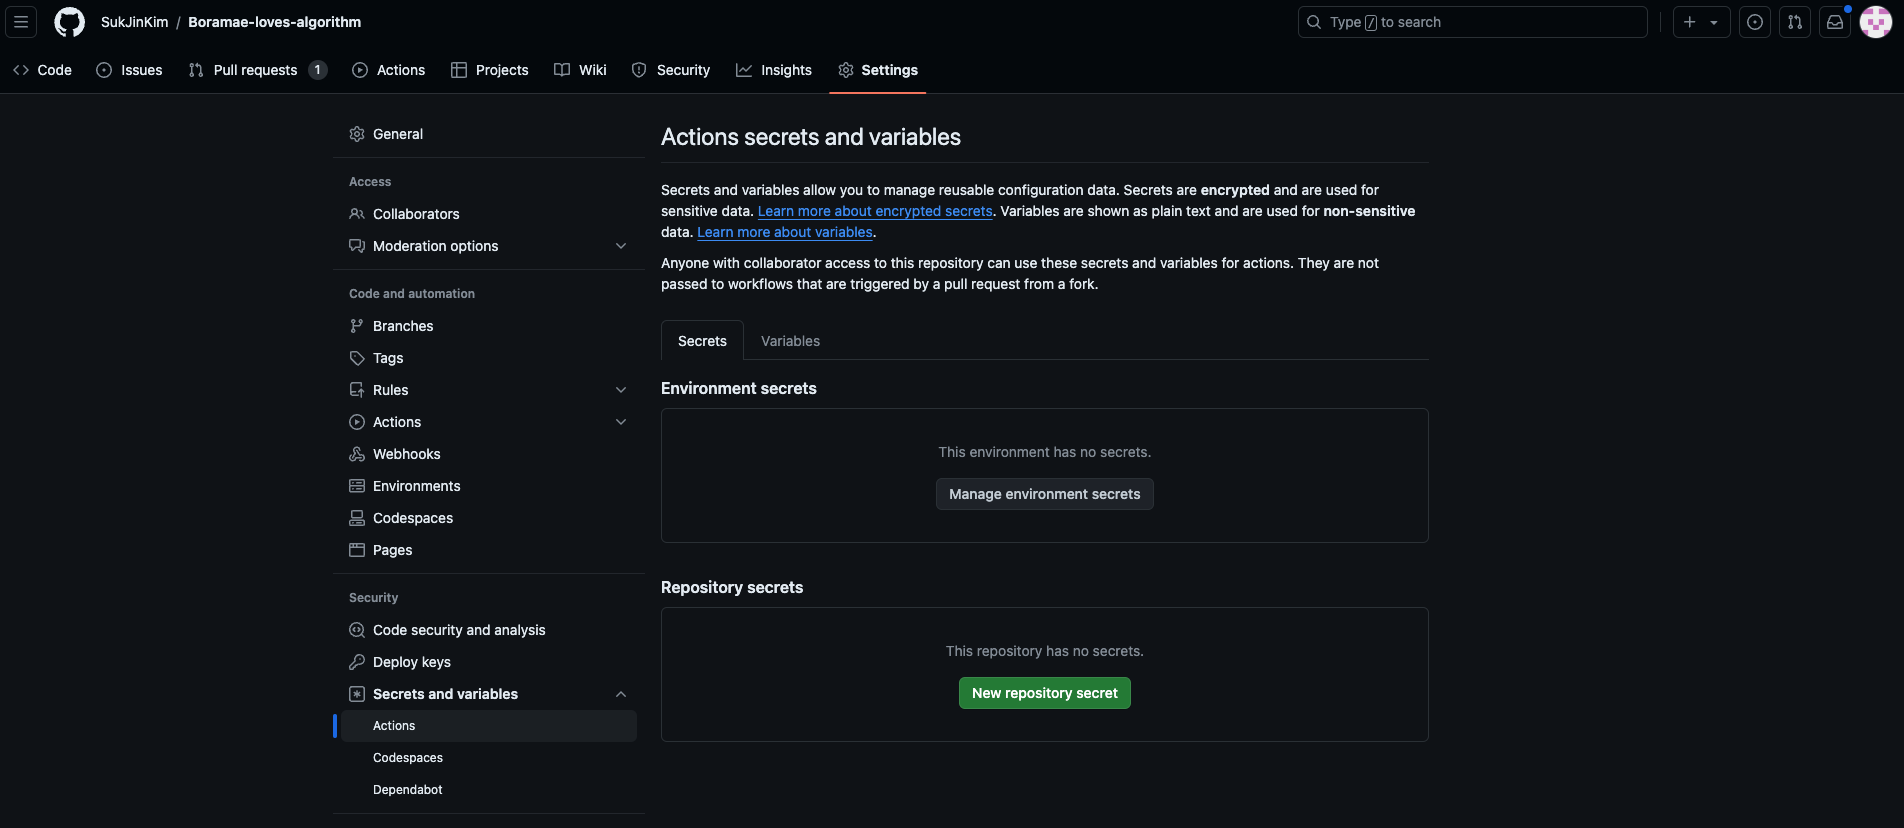 SukJinKim / Boramae-loves-algorithm
Type / to search
Code Issues Pull requests 1 Actions Projects Wiki Security Insights Settings
General
Access
Collaborators
Moderation options
Code and automation
Branches
Tags
Rules
Actions
Webhooks
Environments
Codespaces
Pages
Security
Code security and analysis
Deploy keys
Secrets and variables
Actions
Codespaces
Dependabot
Actions secrets and variables
Secrets and variables allow you to manage reusable configuration data. Secrets are encrypted and are used for
sensitive data. Learn more about encrypted secrets. Variables are shown as plain text and are used for non-sensitive
data. Learn more about variables.
Anyone with collaborator access to this repository can use these secrets and variables for actions. They are not
passed to workflows that are triggered by a pull request from a fork.
Secrets Variables
Environment secrets
This environment has no secrets.
Manage environment secrets
Repository secrets
This repository has no secrets.
New repository secret